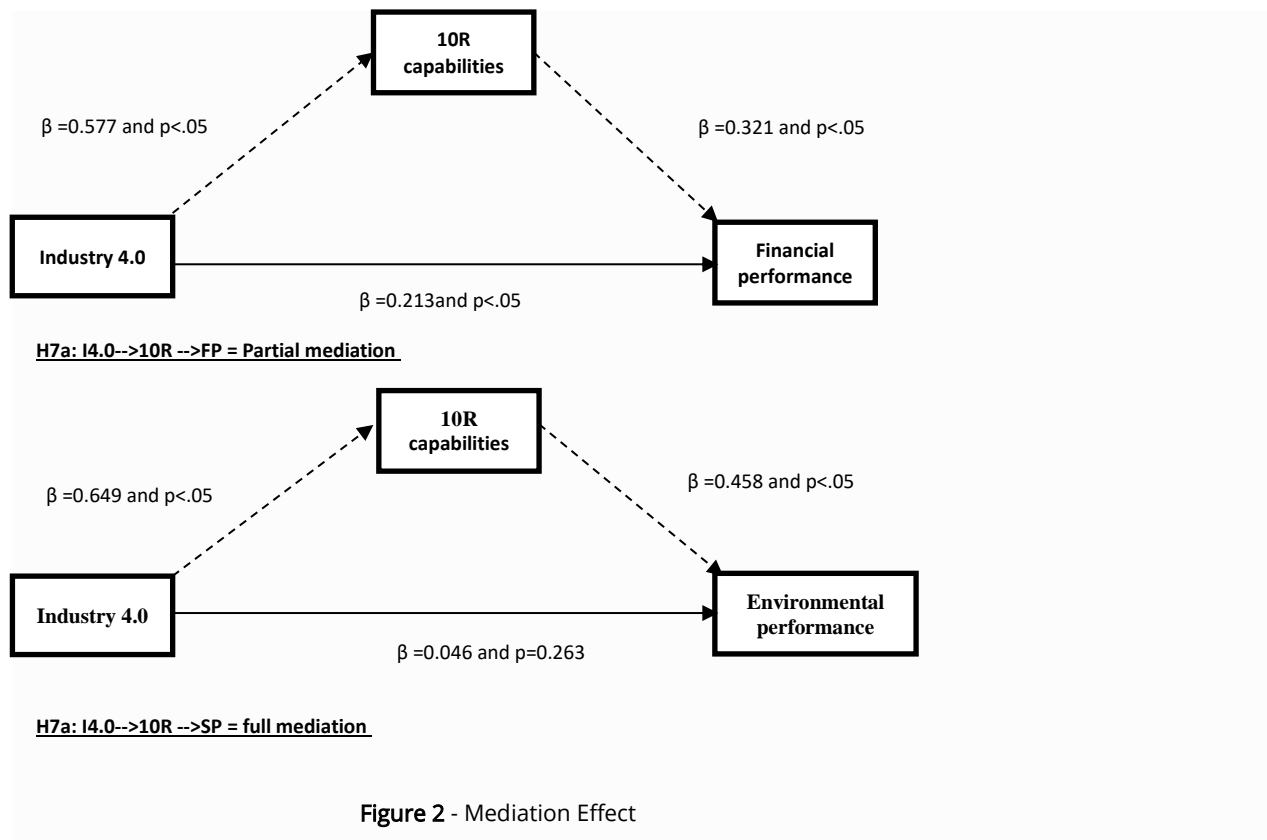 10R
capabilities
β =0.577 and p<.05
β =0.321 and p<.05
Industry 4.0
Financial
performance
β =0.213and p<.05
H7a: I4.0-->10R -->FP = Partial mediation
10R
capabilities
β =0.649 and p<.05
β =0.458 and p<.05
Industry 4.0
Environmental
performance
β =0.046 and p=0.263
H7a: I4.0-->10R -->SP = full mediation
Figure 2 - Mediation Effect